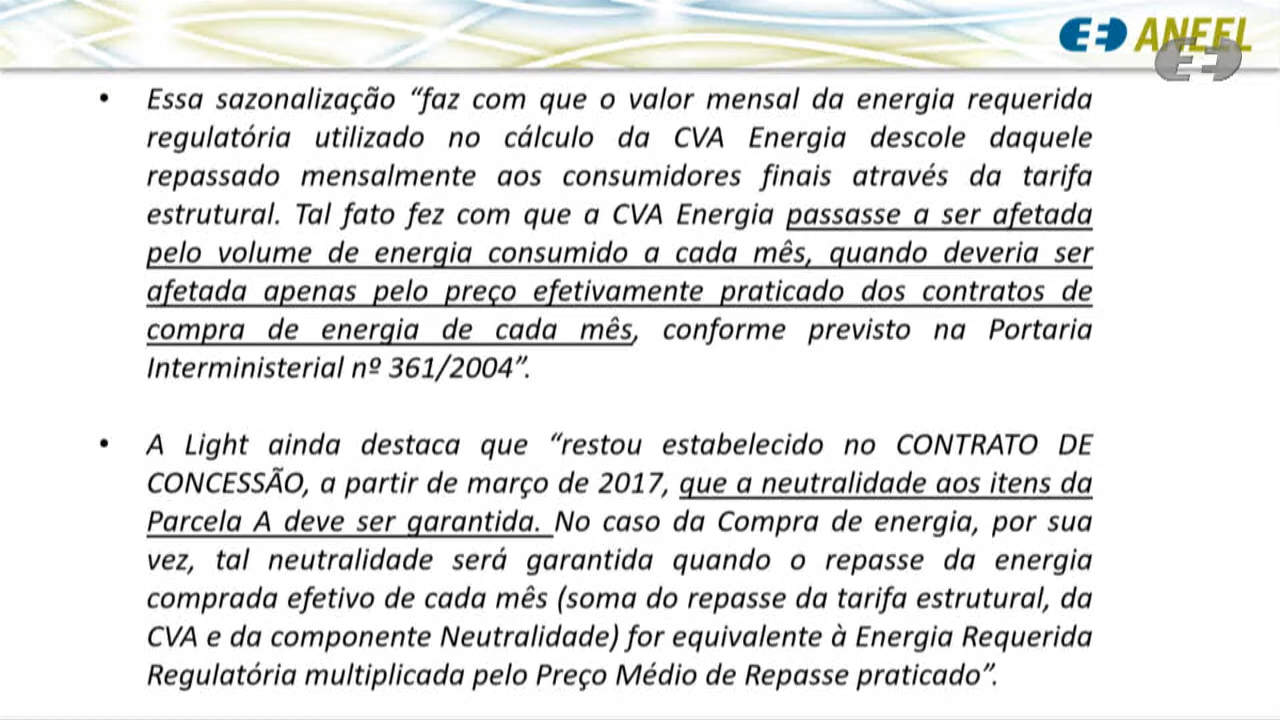 ANEEL
• Essa sazonalização “faz com que o valor mensal da energia requerida
regulatória utilizado no cálculo da CVA Energia descole daquele
repassado mensalmente aos consumidores finais através da tarifa
estrutural. Tal fato fez com que a CVA Energia passasse a ser afetada
pelo volume de energia consumido a cada mês, quando deveria ser
afetada apenas pelo preço efetivamente praticado dos contratos de
compra de energia de cada mês, conforme previsto na Portaria
Interministerial nº 361/2004”.
• A Light ainda destaca que “restou estabelecido no CONTRATO DE
CONCESSÃO, a partir de março de 2017, que a neutralidade aos itens da
Parcela A deve ser garantida. No caso da Compra de energia, por sua
vez, tal neutralidade será garantida quando o repasse da energia
comprada efetivo de cada mês (soma do repasse da tarifa estrutural, da
CVA e da componente Neutralidade) for equivalente à Energia Requerida
Regulatória multiplicada pelo Preço Médio de Repasse praticado”.